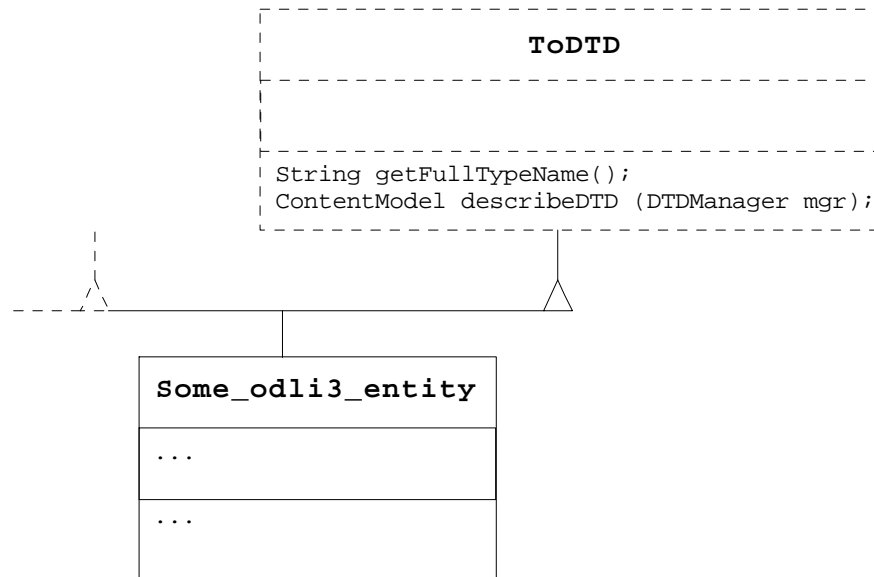 ToDTD
String getFullTypeName();
ContentModel describeDTD (DTDManager mgr);
Some_odli3_entity
...
...